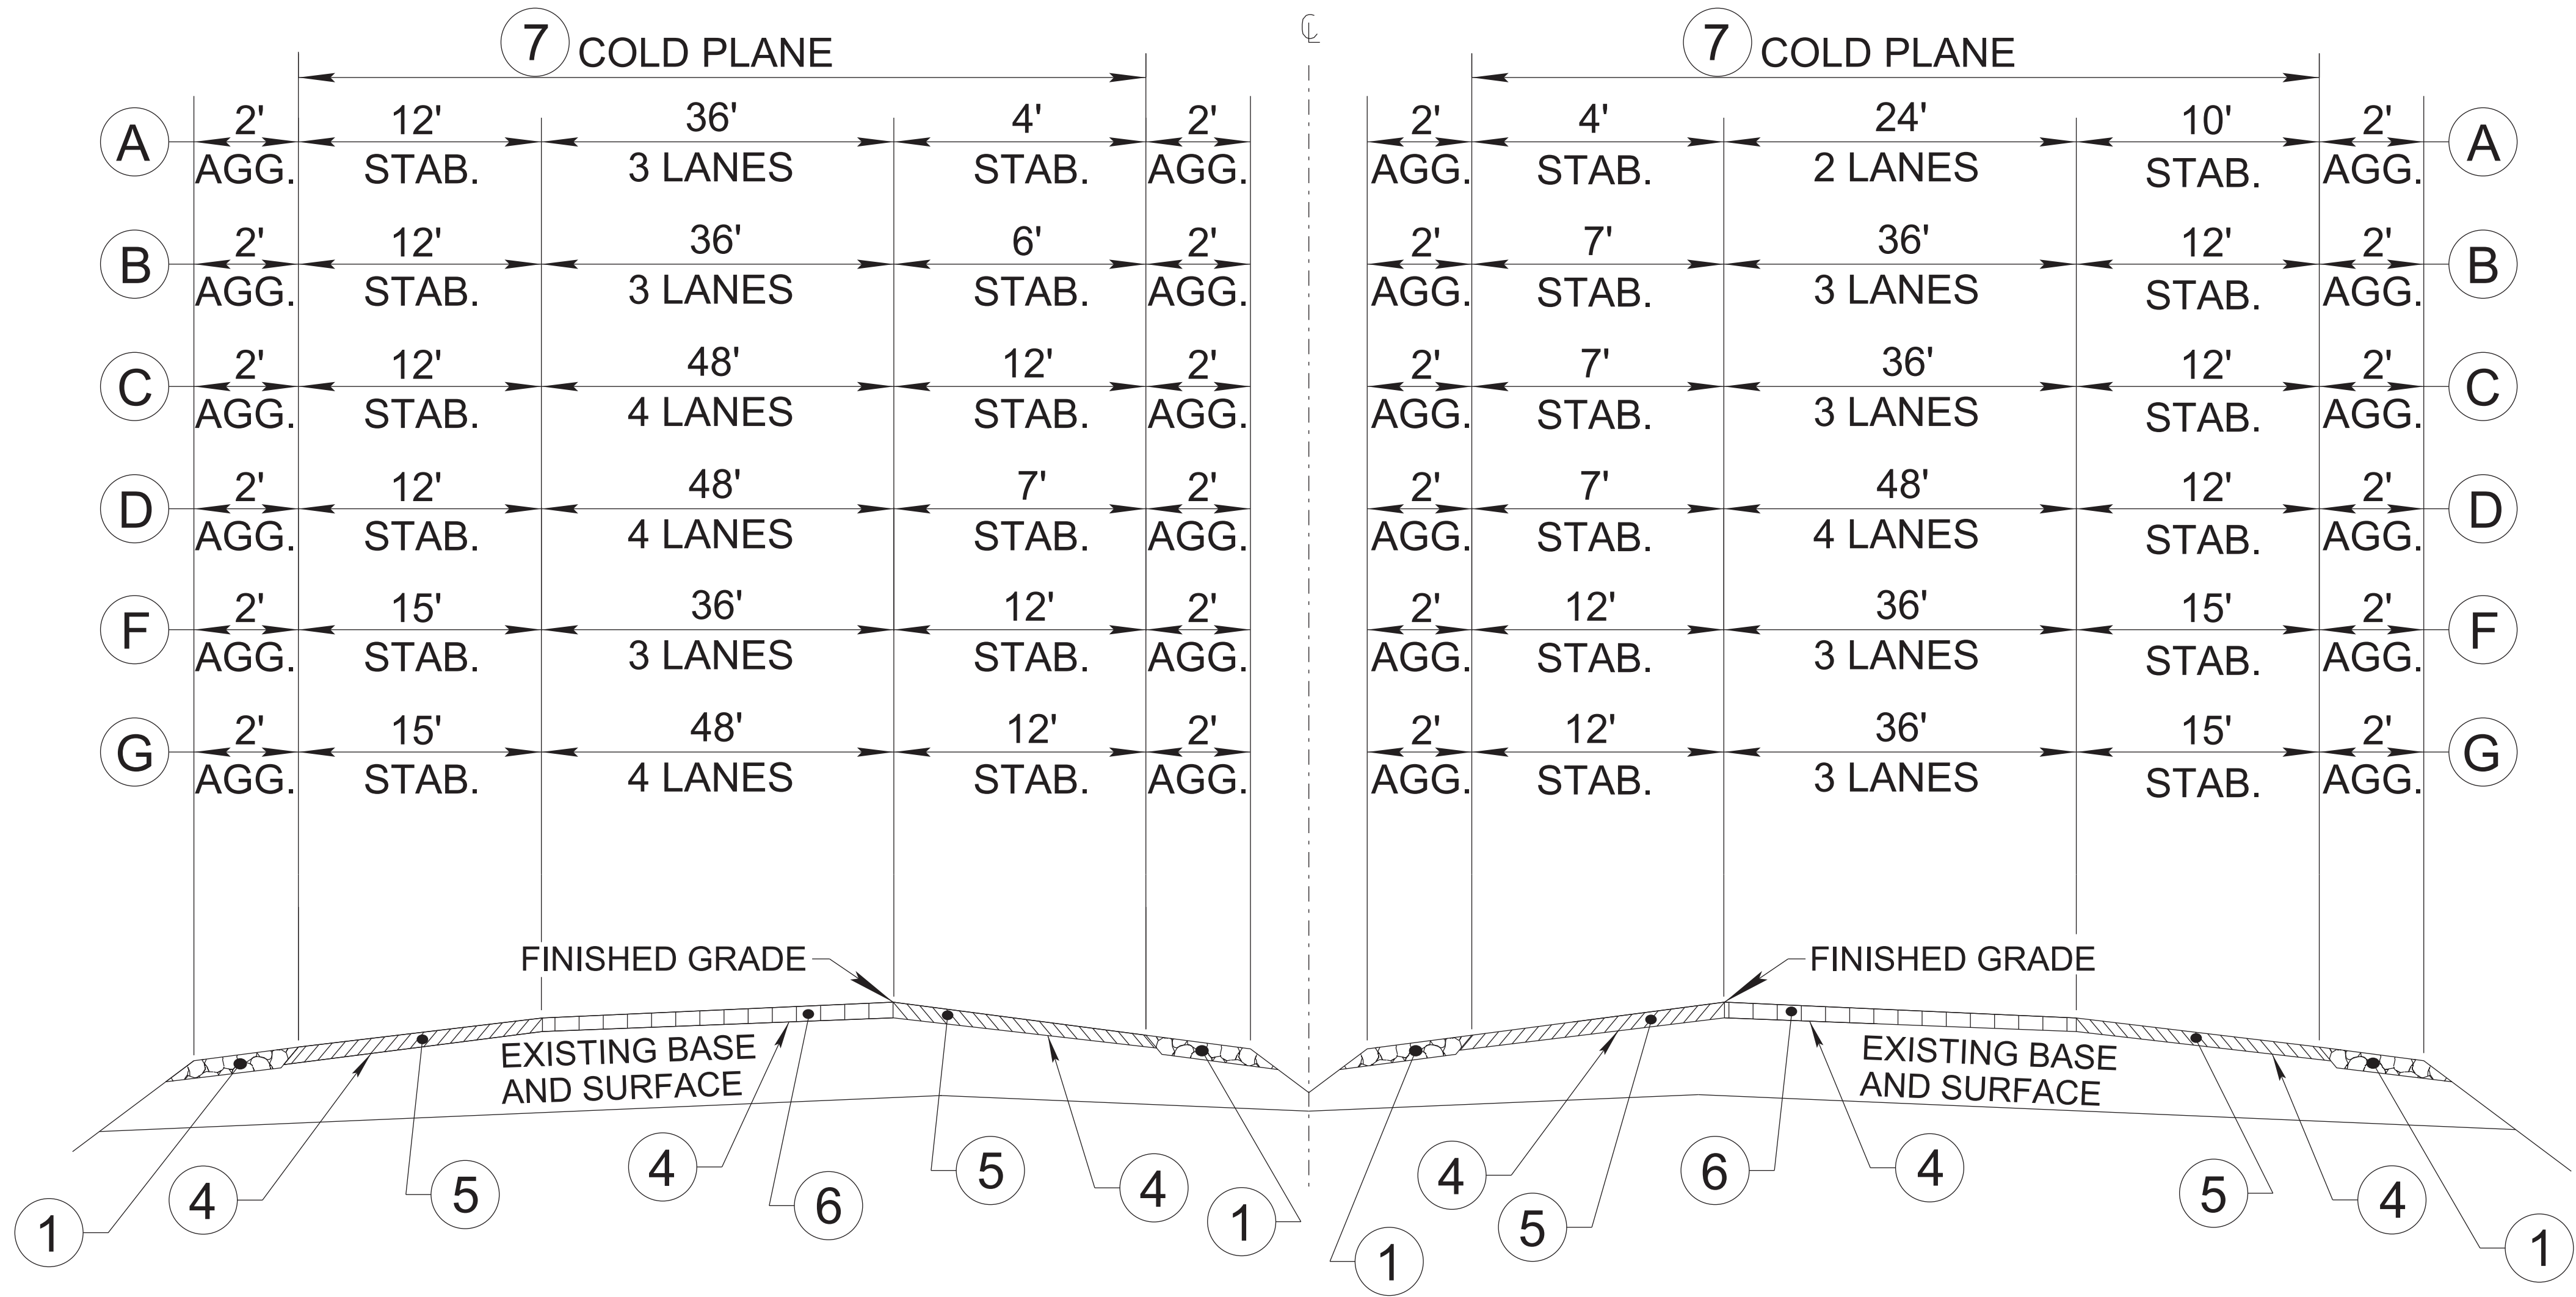 7 COLD PLANE ℄ 7 COLD PLANE
A 2' 12' 36' 4' 2' 2' 4' 24' 10' 2' A
AGG. STAB. 3 LANES STAB. AGG. AGG. STAB. 2 LANES STAB. AGG.
B 2' 12' 36' 6' 2' 2' 7' 36' 12' 2' B
AGG. STAB. 3 LANES STAB. AGG. AGG. STAB. 3 LANES STAB. AGG.
C 2' 12' 48' 12' 2' 2' 7' 36' 12' 2' C
AGG. STAB. 4 LANES STAB. AGG. AGG. STAB. 3 LANES STAB. AGG.
D 2' 12' 48' 7' 2' 2' 7' 48' 12' 2' D
AGG. STAB. 4 LANES STAB. AGG. AGG. STAB. 4 LANES STAB. AGG.
F 2' 15' 36' 12' 2' 2' 12' 36' 15' 2' F
AGG. STAB. 3 LANES STAB. AGG. AGG. STAB. 3 LANES STAB. AGG.
G 2' 15' 48' 12' 2' 2' 12' 36' 15' 2' G
AGG. STAB. 4 LANES STAB. AGG. AGG. STAB. 3 LANES STAB. AGG.
FINISHED GRADE FINISHED GRADE
EXISTING BASE EXISTING BASE
AND SURFACE AND SURFACE
1 4 5 4 6 5 4 1 1 4 5 6 4 5 4 1